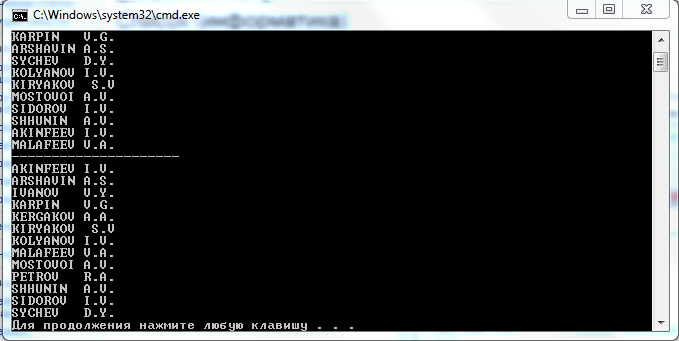 C:\Windows\system32\cmd.exe
KARPIN   V.G.
ARSHAVIN A.S.
SYCHEV   D.Y.
KOLYANOV I.V.
KIRYAKOV  S.V
MOSTOVOI A.V.
SIDOROV  I.V.
SHHUNIN  A.V.
AKINFEEV I.V.
MALAFEEV V.A.
---------------------
AKINFEEV I.V.
ARSHAVIN A.S.
IVANOV   V.Y.
KARPIN   V.G.
KERGAKOV A.A.
KIRYAKOV  S.V
KOLYANOV I.V.
MALAFEEV V.A.
MOSTOVOI A.V.
PETROV   R.A.
SHHUNIN  A.V.
SIDOROV  I.V.
SYCHEV   D.Y.
Для продолжения нажмите любую клавишу . . .